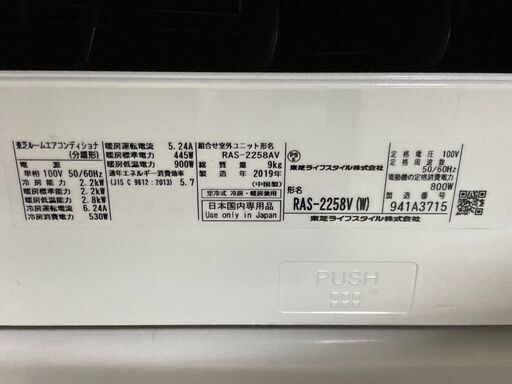 東芝ルームエアコンディショナ
(分離形)
電 源
単相 100V 50/60Hz
冷 房 能 力 2.2kW
暖房標準能力 2.2kW
暖房低温能力 2.8kW
冷房運転電流 6.24A
冷房消費電力 530W
暖房運転電流 5.24A
暖房標準電力 445W
暖房低温電力 900W
通年エネルギー消費効率
(JIS C 9612:2013) 5.7
組合せ室外ユニット形名
RAS-2258AV
総 質 量 9kg
製 造 年 2019年
(中国製)
空冷式 冷房・暖房兼用
日本国内専用品
Use only in Japan
東芝ライフスタイル株式会社
形名
RAS-2258V(W)
東芝ライフスタイル株式会社
定 格 電 圧 100V
定 格 周 波 数
50/60Hz
電動機の定格消費電力
800W
製 造 番 号
941A3715
PUSH